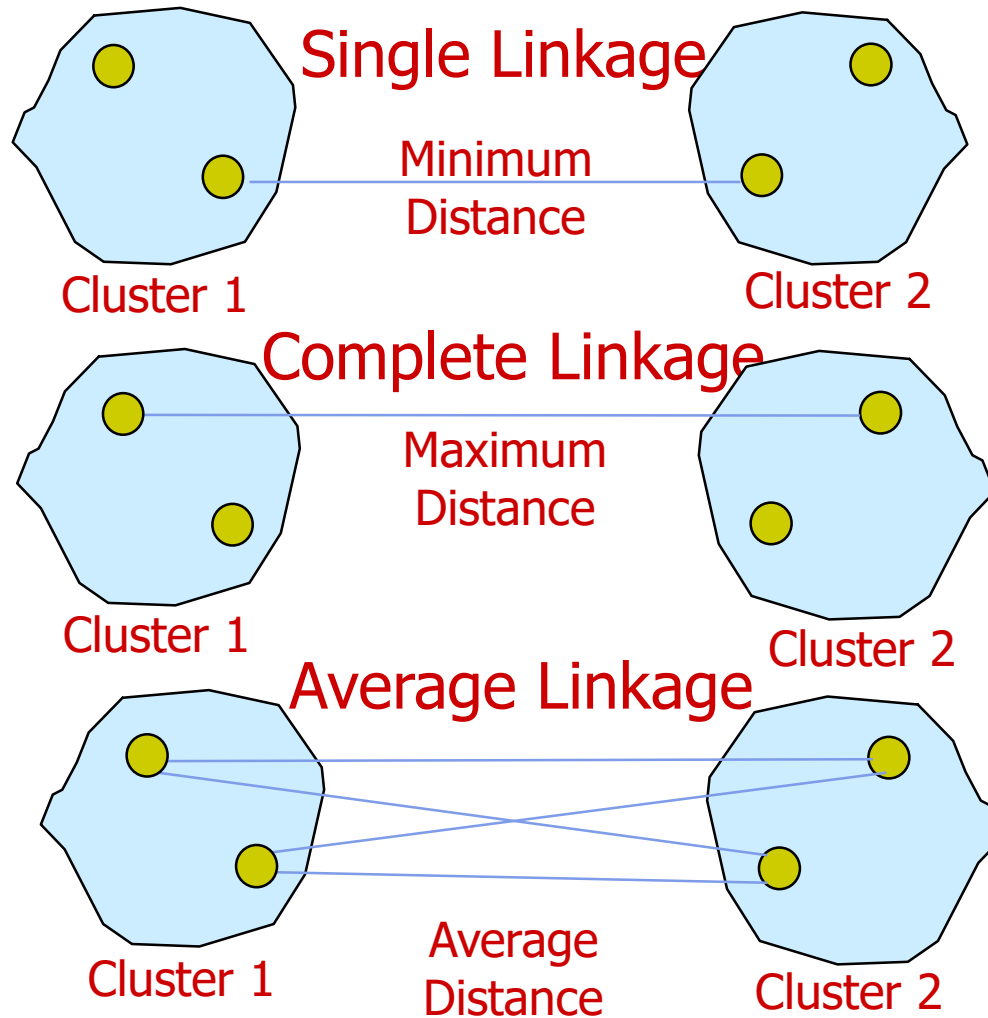 Single Linkage
Minimum
Distance
Cluster 1
Cluster 2
Complete Linkage
Maximum
Distance
Cluster 1
Cluster 2
Average Linkage
Average
Distance
Cluster 1
Cluster 2